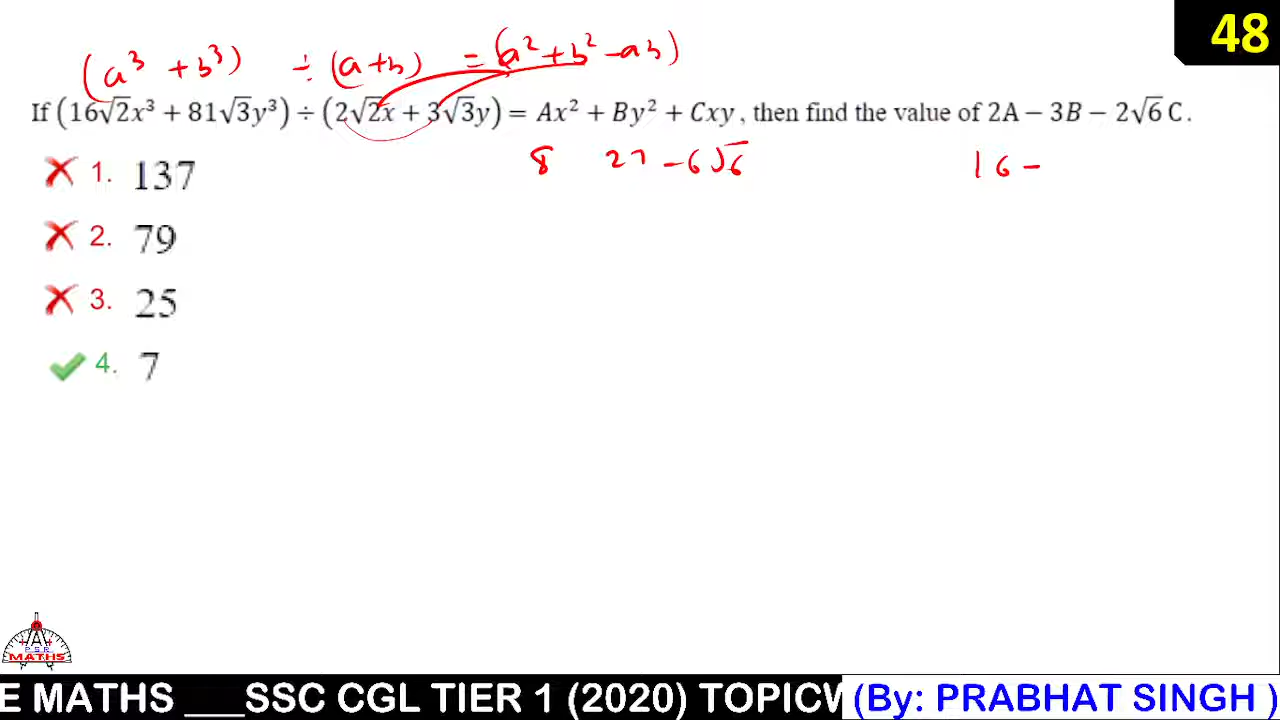 48
(a³ + b³) ÷ (a+b) = (a² + b² - ab)
If (16√2x³ + 81√3y³) ÷ (2√2x + 3√3y) = Ax² + By² + Cxy, then find the value of 2A − 3B − 2√6 C.
8 27 -6√6 16 -
1. 137
2. 79
3. 25
4. 7
A
P S R
MATHS
E MATHS ___SSC CGL TIER 1 (2020) TOPICW (By: PRABHAT SINGH )